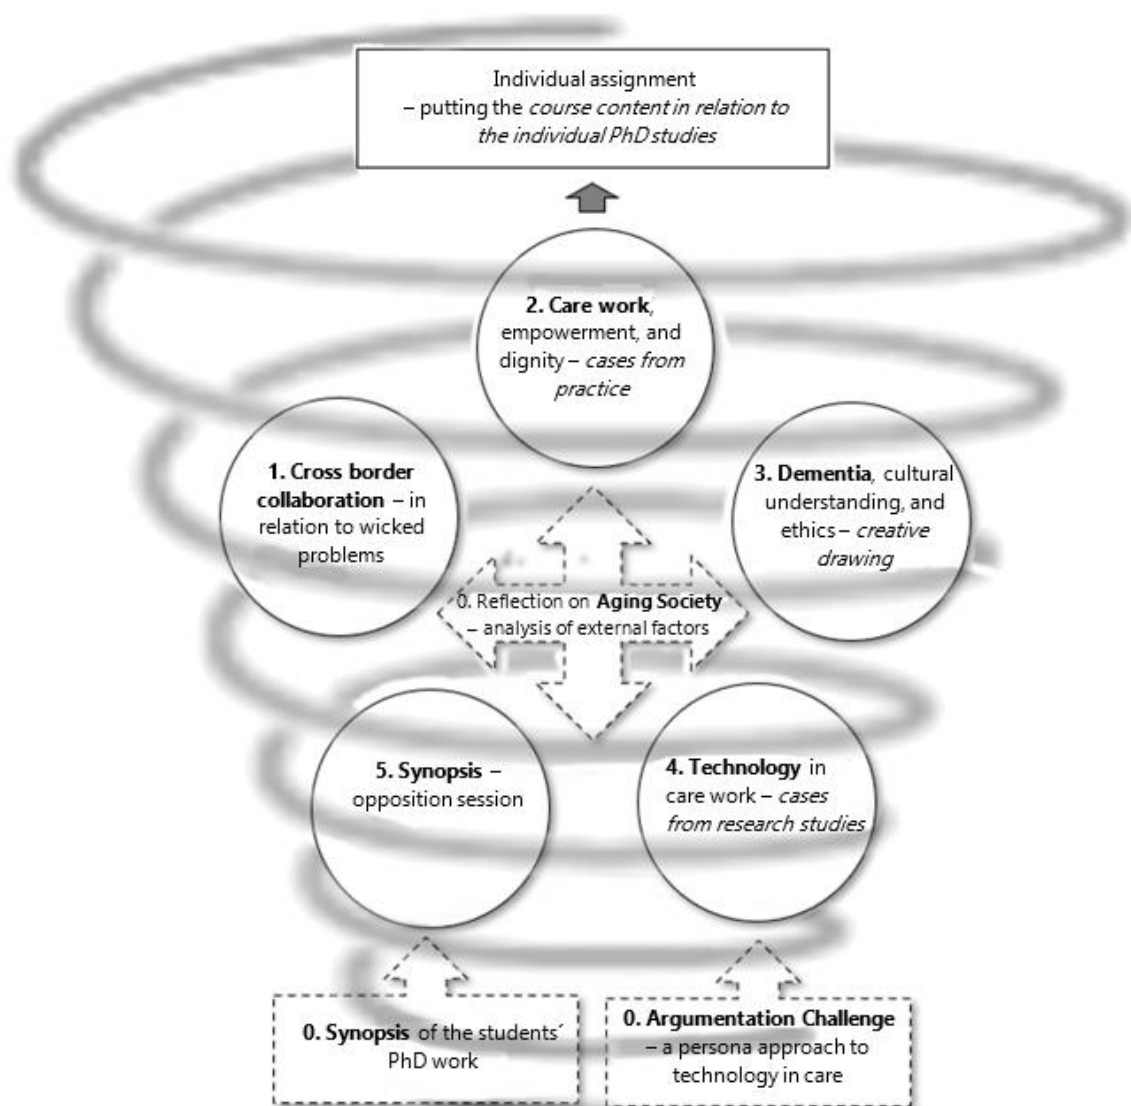 Individual assignment
– putting the course content in relation to
the individual PhD studies
2. Care work,
empowerment, and
dignity – cases from
practice
1. Cross border
collaboration – in
relation to wicked
problems
3. Dementia, cultural
understanding, and
ethics – creative
drawing
0. Reflection on Aging Society
– analysis of external factors
5. Synopsis –
opposition session
4. Technology in
care work – cases
from research studies
0. Synopsis of the students´
PhD work
0. Argumentation Challenge
– a persona approach to
technology in care